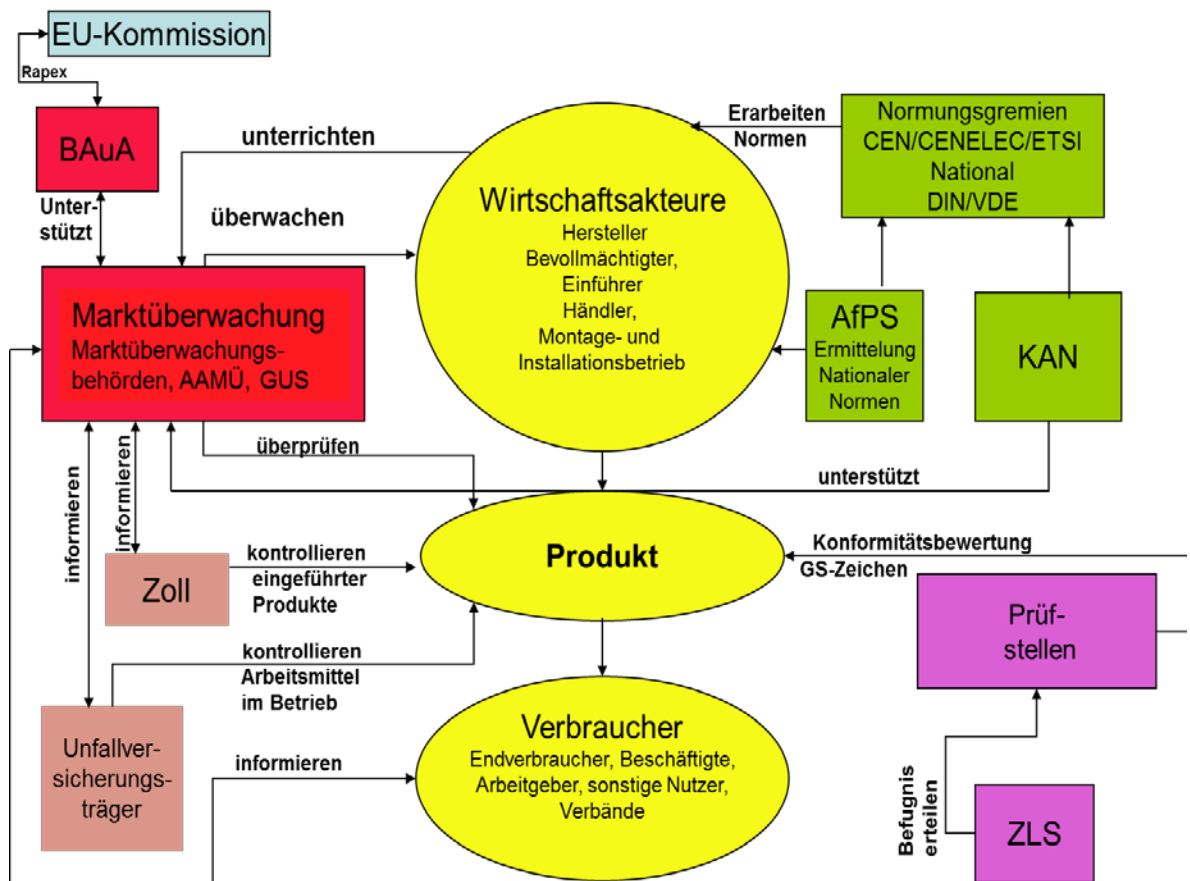 EU-Kommission
Rapex
BAuA
Unter-
stützt
unterrichten
überwachen
Marktüberwachung
Marktüberwachungs-
behörden, AAMÜ, GUS
Wirtschaftsakteure
Hersteller
Bevollmächtigter,
Einführer
Händler,
Montage- und
Installationsbetrieb
Erarbeiten
Normen
Normungsgremien
CEN/CENELEC/ETSI
National
DIN/VDE
AfPS
Ermittelung
Nationaler
Normen
KAN
überprüfen
unterstützt
informieren
informieren
Zoll
kontrollieren
eingeführter
Produkte
Produkt
Konformitätsbewertung
GS-Zeichen
Prüf-
stellen
kontrollieren
Arbeitsmittel
im Betrieb
Unfallver-
sicherungs-
träger
informieren
Verbraucher
Endverbraucher, Beschäftigte,
Arbeitgeber, sonstige Nutzer,
Verbände
Befugnis
erteilen
ZLS